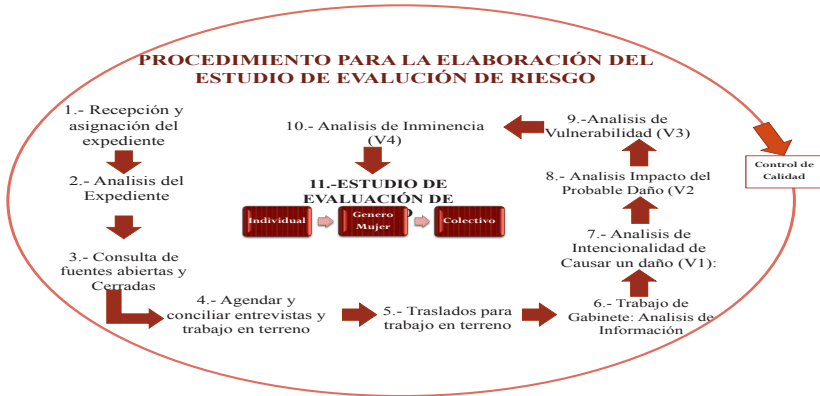 PROCEDIMIENTO PARA LA ELABORACIÓN DEL
ESTUDIO DE EVALUCIÓN DE RIESGO
1.- Recepción y
asignación del
expediente
2.- Analisis del
Expediente
3.- Consulta de
fuentes abiertas y
Cerradas
4.- Agendar y
conciliar entrevistas y
trabajo en terreno
5.- Traslados para
trabajo en terreno
6.- Trabajo de
Gabinete: Analisis de
Información
7.- Analisis de
Intencionalidad de
Causar un daño (V1):
8.- Analisis Impacto del
Probable Daño (V2
9.-Analisis de
Vulnerabilidad (V3)
10.- Analisis de Inminencia
(V4)
11.-ESTUDIO DE
EVALUACIÓN DE
Individual
Genero
Mujer
Colectivo
Control de
Calidad